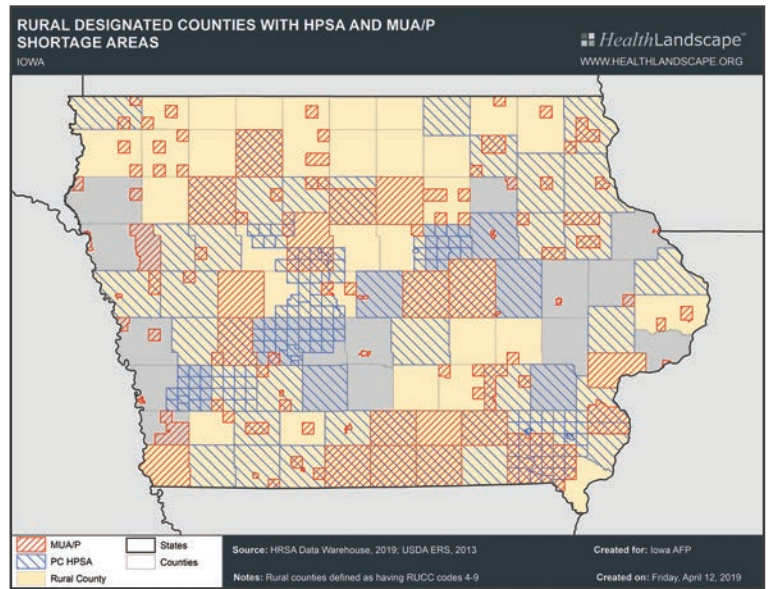 RURAL DESIGNATED COUNTIES WITH HPSA AND MUA/P
SHORTAGE AREAS
IOWA
HealthLandscape™
WWW.HEALTHLANDSCAPE.ORG
MUA/P
PC HPSA
Rural County
States
Counties
Source: HRSA Data Warehouse, 2019; USDA ERS, 2013
Notes: Rural counties defined as having RUCC codes 4-9
Created for: Iowa AFP
Created on: Friday, April 12, 2019